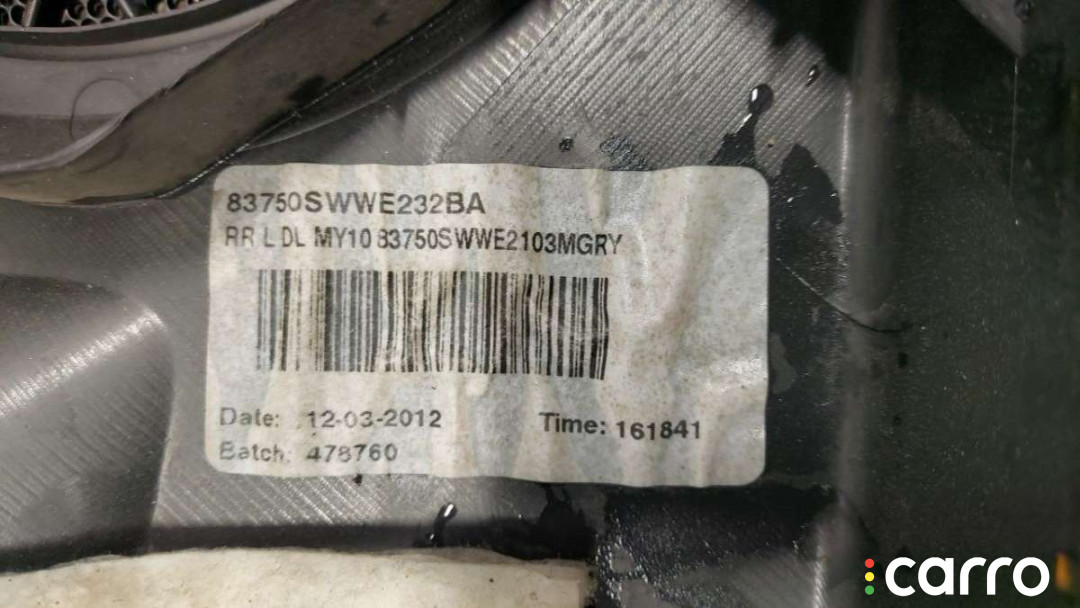 83750SWWE232BA
RR L DL MY10 83750SWWE2103MGRY
Date: 12-03-2012 Time: 161841
Batch: 478760
carro